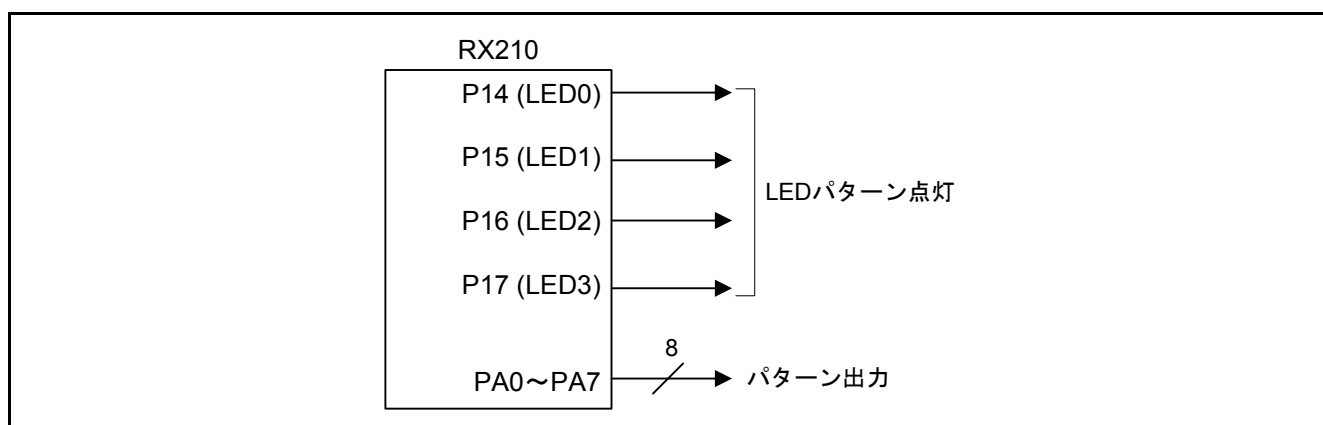 RX210
P14 (LED0)
P15 (LED1)
LEDパターン点灯
P16 (LED2)
P17 (LED3)
8
PA0～PA7
パターン出力